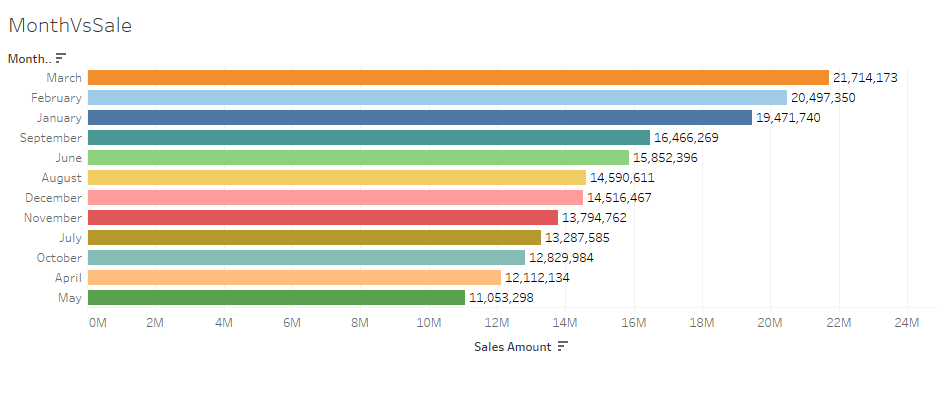 MonthVsSale
Month..
March 21,714,173
February 20,497,350
January 19,471,740
September 16,466,269
June 15,852,396
August 14,590,611
December 14,516,467
November 13,794,762
July 13,287,585
October 12,829,984
April 12,112,134
May 11,053,298
0M 2M 4M 6M 8M 10M 12M 14M 16M 18M 20M 22M 24M
Sales Amount